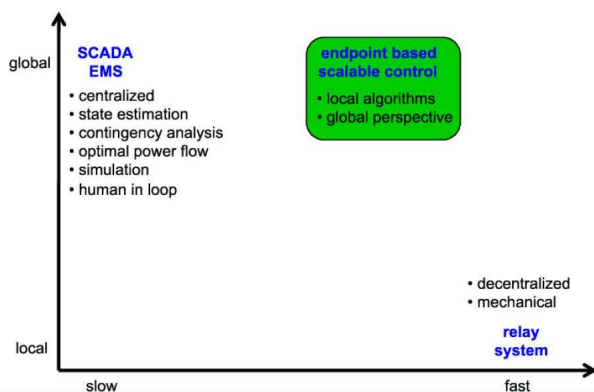 global
SCADA
EMS
• centralized
• state estimation
• contingency analysis
• optimal power flow
• simulation
• human in loop
endpoint based
scalable control
• local algorithms
• global perspective
• decentralized
• mechanical
relay
system
local
slow
fast